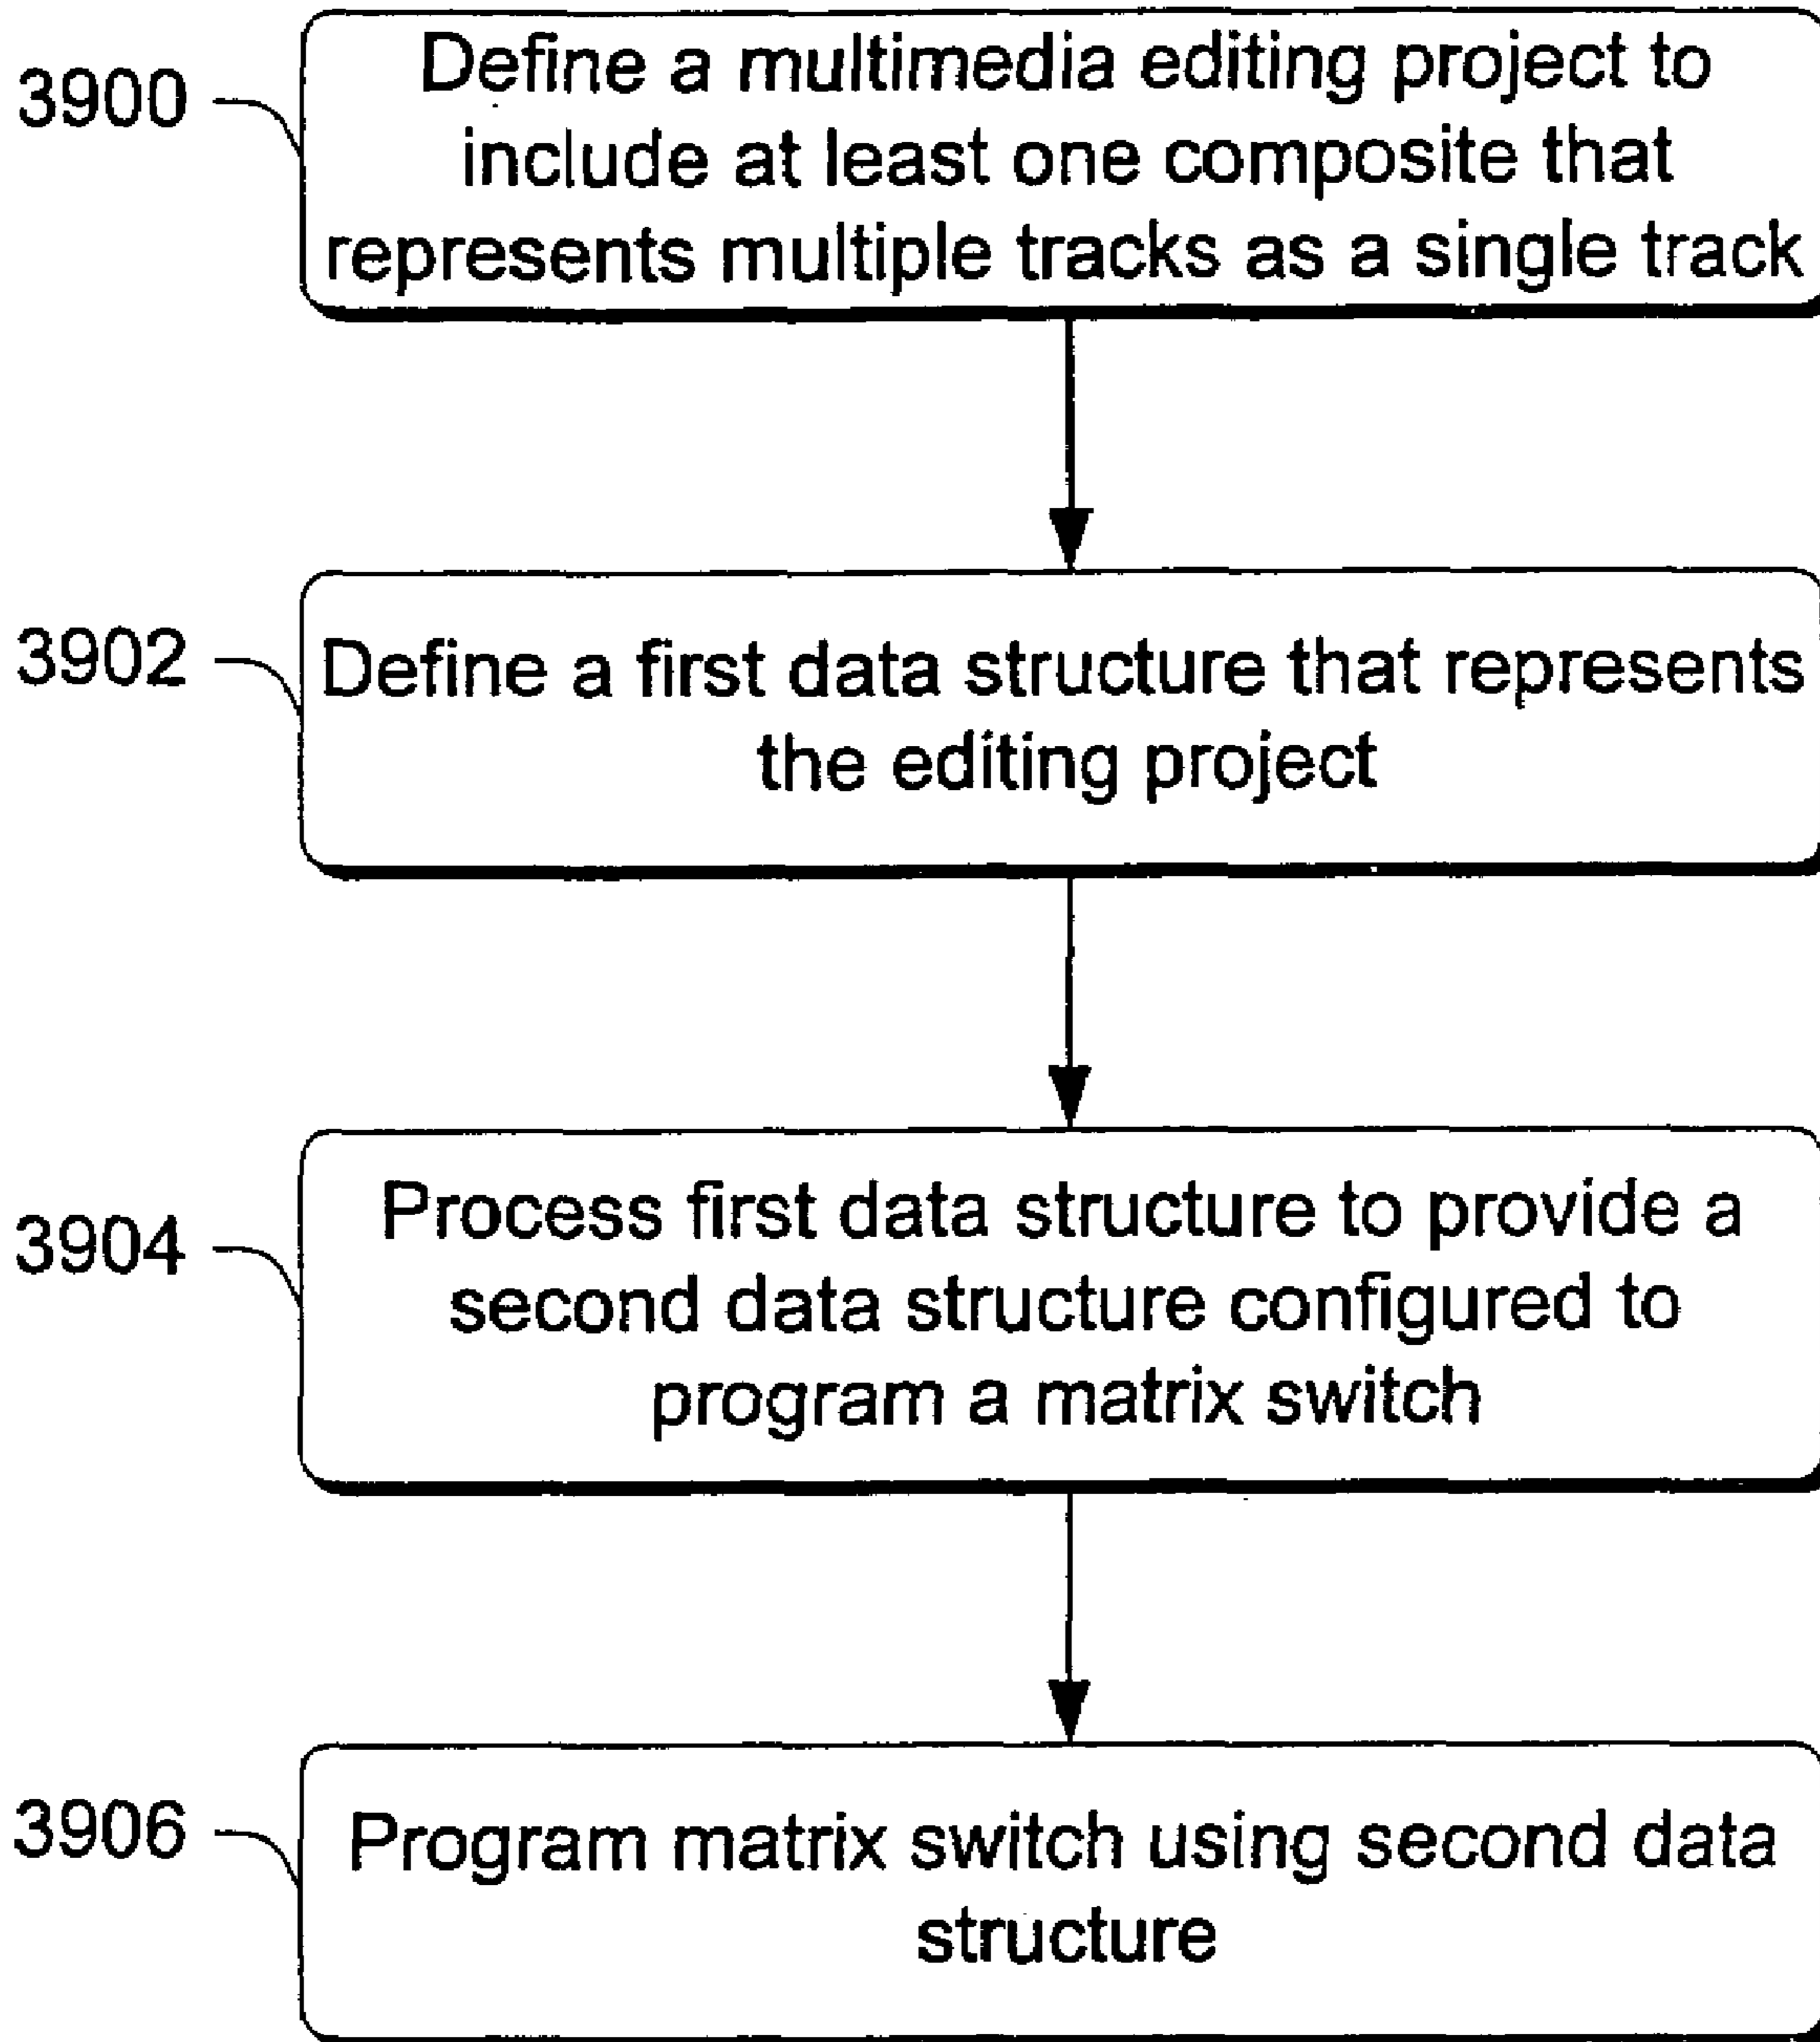 3900
Define a multimedia editing project to
include at least one composite that
represents multiple tracks as a single track
3902
Define a first data structure that represents
the editing project
3904
Process first data structure to provide a
second data structure configured to
program a matrix switch
3906
Program matrix switch using second data
structure